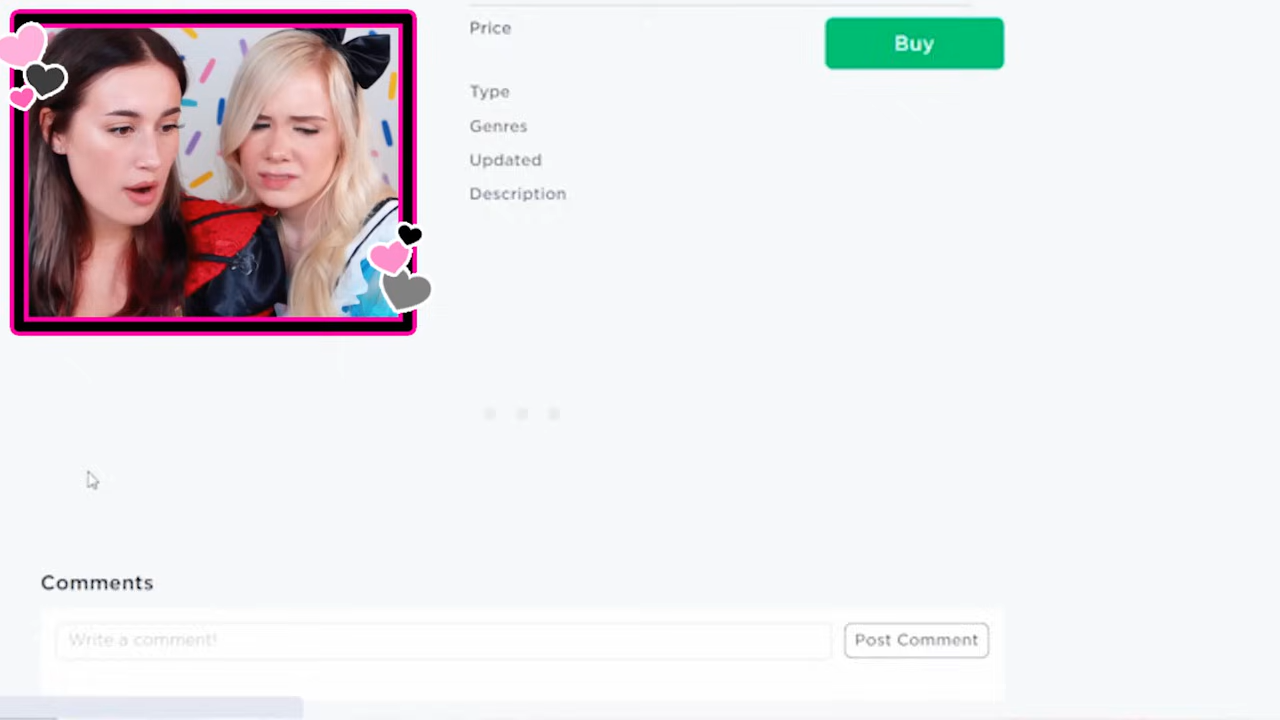 Price
Buy
Type
Genres
Updated
Description
Comments
Write a comment!
Post Comment